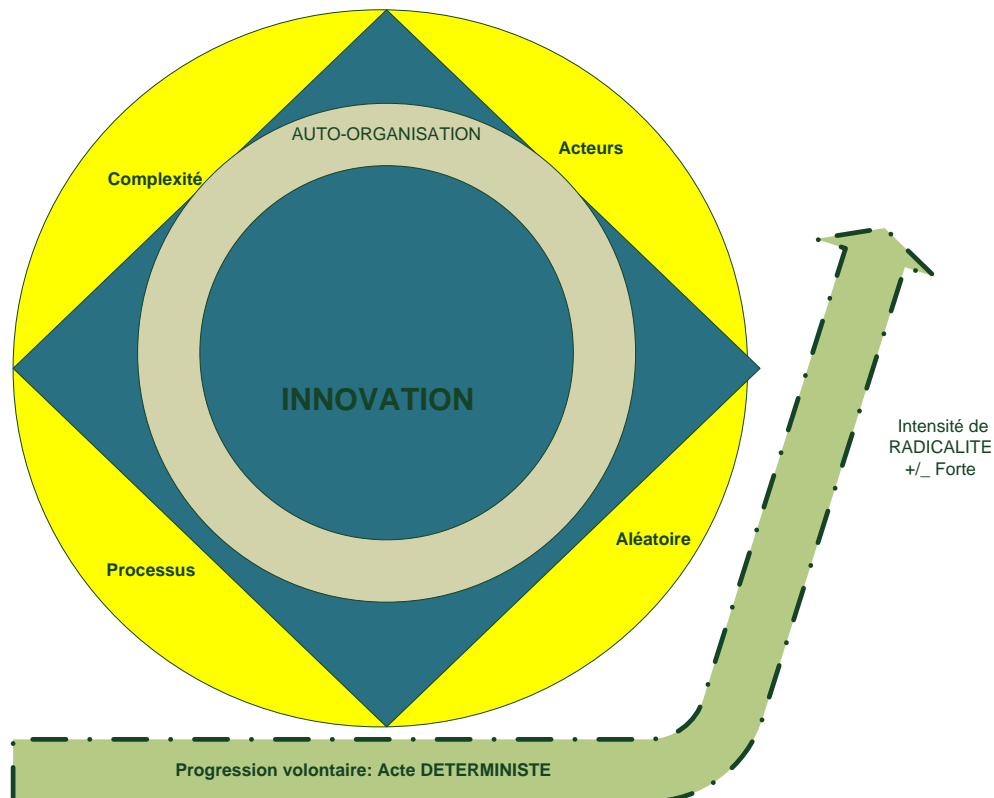 AUTO-ORGANISATION
Acteurs
Complexité
INNOVATION
Intensité de
RADICALITE
+/_ Forte
Aléatoire
Processus
Progression volontaire: Acte DETERMINISTE